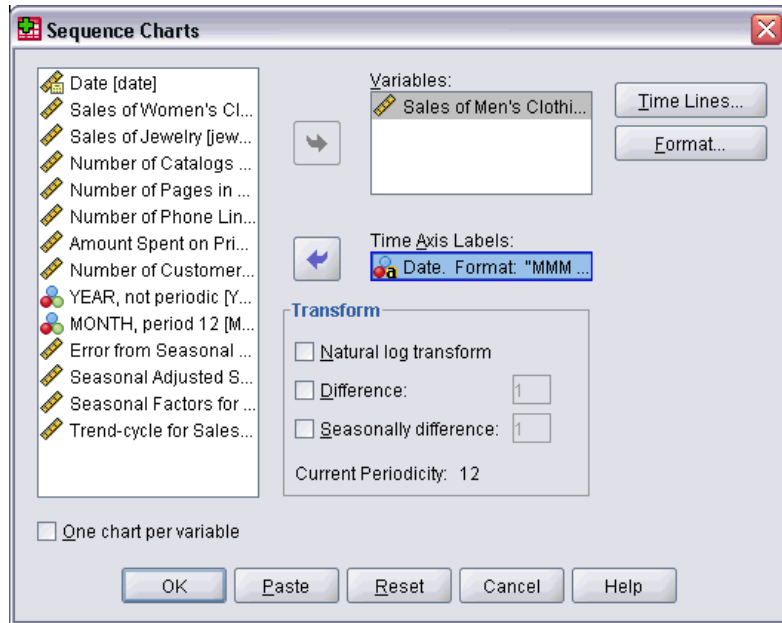 Sequence Charts
Date [date]
Sales of Women's Cl...
Sales of Jewelry [jew...
Number of Catalogs ...
Number of Pages in ...
Number of Phone Lin...
Amount Spent on Pri...
Number of Customer...
YEAR, not periodic [Y...
MONTH, period 12 [M...
Error from Seasonal ...
Seasonal Adjusted S...
Seasonal Factors for ...
Trend-cycle for Sales...
One chart per variable
Variables:
Sales of Men's Clothi...
Time Axis Labels:
Date. Format: "MMM ...
Transform
Natural log transform
Difference: 1
Seasonally difference: 1
Current Periodicity: 12
Time Lines...
Format...
OK Paste Reset Cancel Help